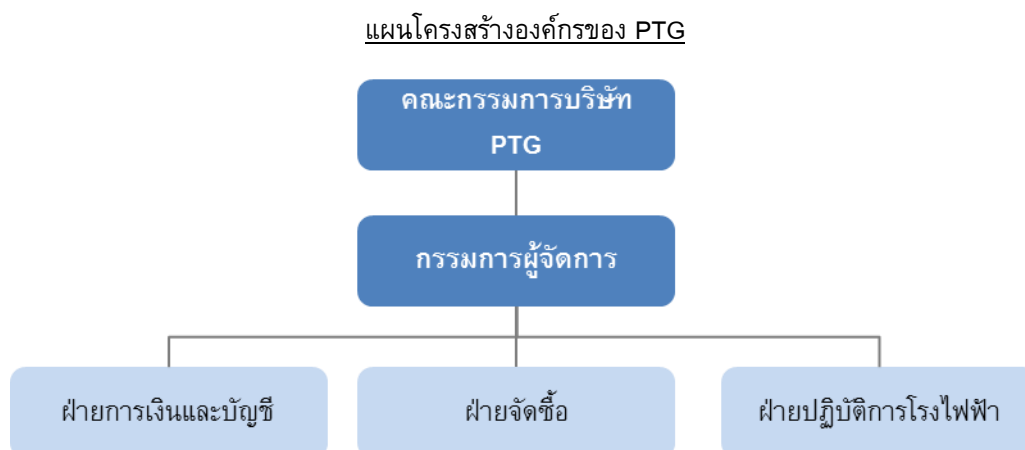 แผนโครงสร้างองค์กรของ PTG
คณะกรรมการบริษัท
PTG
กรรมการผู้จัดการ
ฝ่ายการเงินและบัญชี
ฝ่ายจัดซื้อ
ฝ่ายปฏิบัติการโรงไฟฟ้า